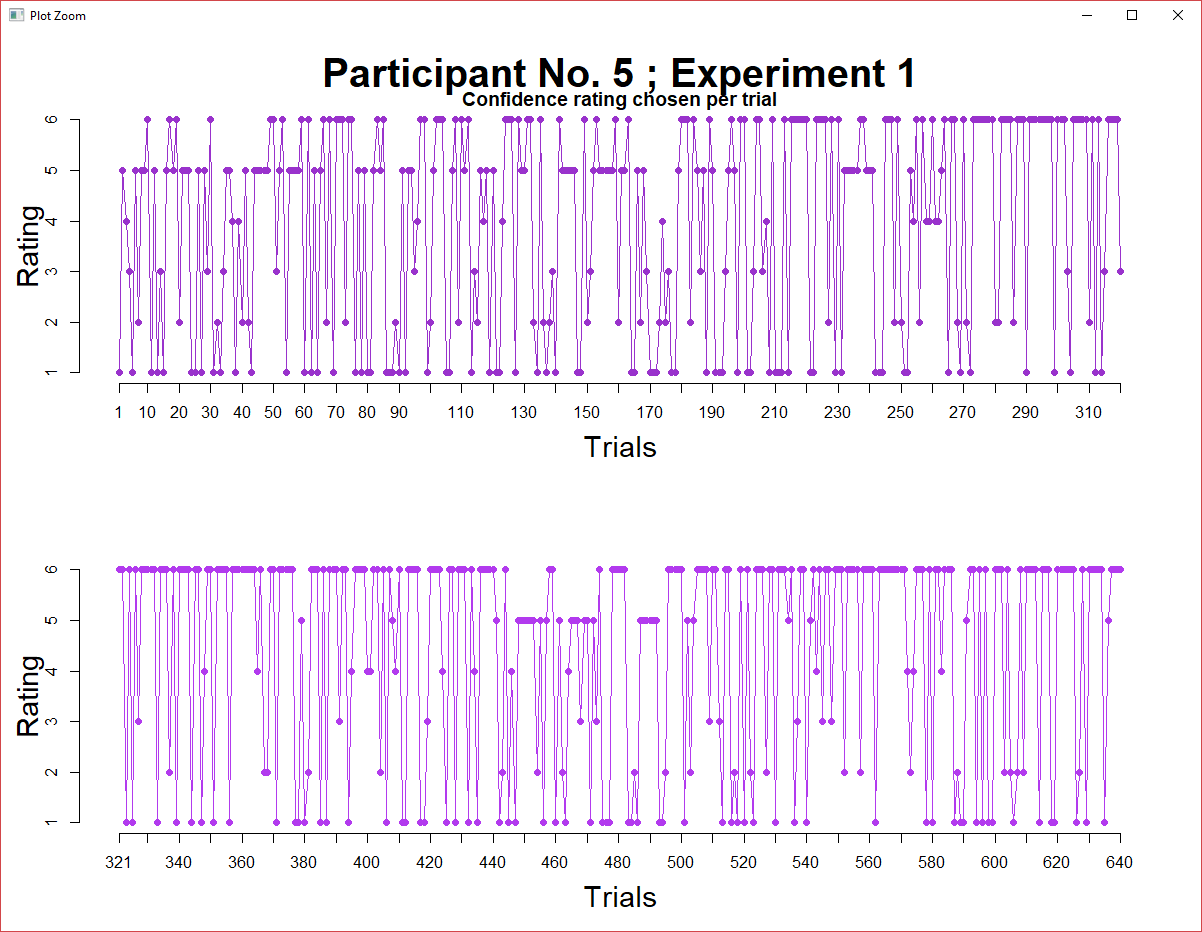 Plot Zoom
Participant No. 5 ; Experiment 1
Confidence rating chosen per trial
Rating
6
5
4
3
2
1
1 10 20 30 40 50 60 70 80 90 110 130 150 170 190 210 230 250 270 290 310
Trials
Rating
6
5
4
3
2
1
321 340 360 380 400 420 440 460 480 500 520 540 560 580 600 620 640
Trials